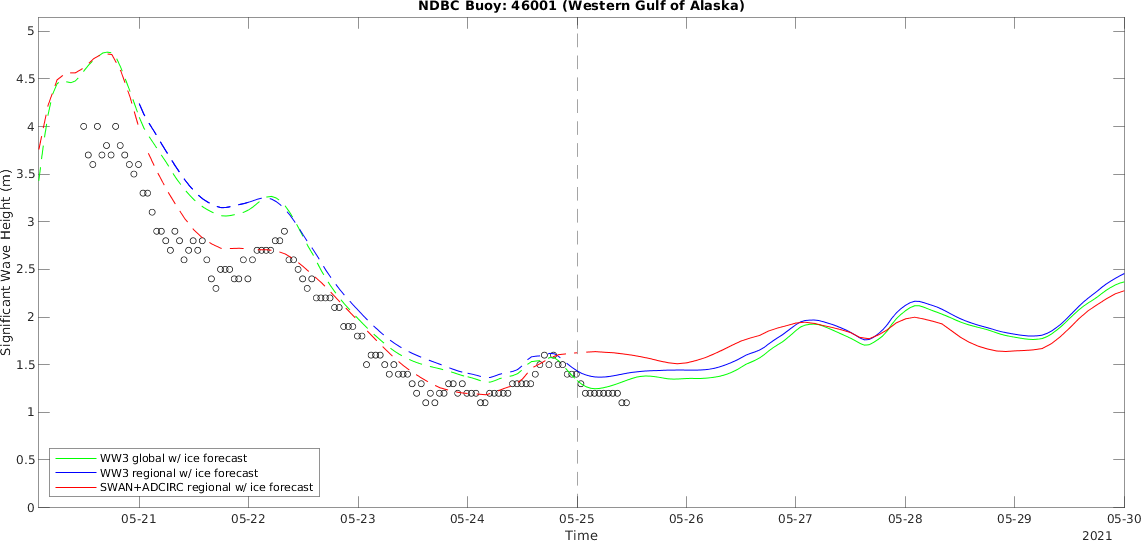 NDBC Buoy: 46001 (Western Gulf of Alaska)
Significant Wave Height (m)
5
4.5
4
3.5
3
2.5
2
1.5
1
0.5
0
WW3 global w/ ice forecast
WW3 regional w/ ice forecast
SWAN+ADCIRC regional w/ ice forecast
05-21 05-22 05-23 05-24 05-25 05-26 05-27 05-28 05-29 05-30
Time
2021